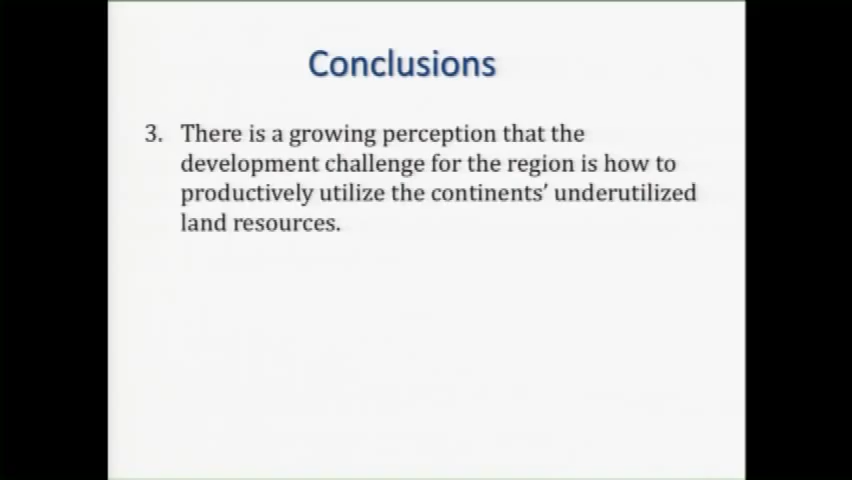 Conclusions
3. There is a growing perception that the
development challenge for the region is how to
productively utilize the continents’ underutilized
land resources.